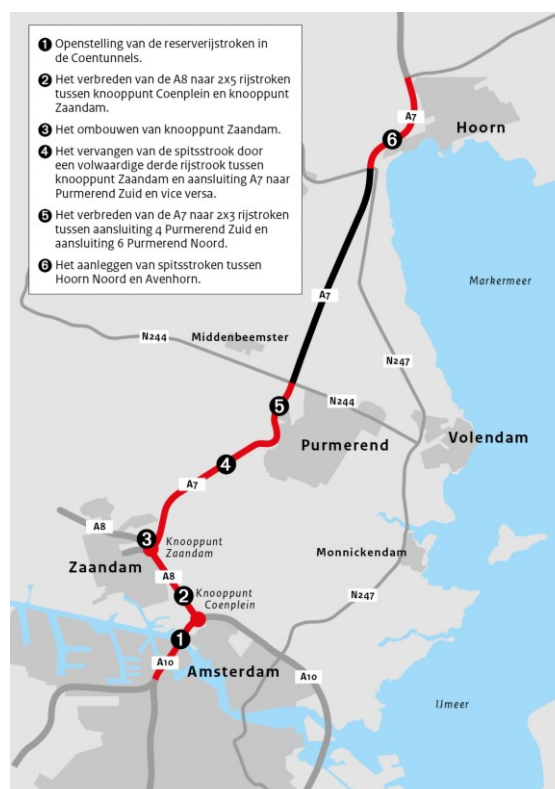 1 Openstelling van de reserverijstroken in
de Coentunnels.
2 Het verbreden van de A8 naar 2x5 rijstroken
tussen knooppunt Coenplein en knooppunt
Zaandam.
3 Het ombouwen van knooppunt Zaandam.
4 Het vervangen van de spitsstrook door
een volwaardige derde rijstrook tussen
knooppunt Zaandam en aansluiting A7 naar
Purmerend Zuid en vice versa.
5 Het verbreden van de A7 naar 2x3 rijstroken
tussen aansluiting 4 Purmerend Zuid en
aansluiting 6 Purmerend Noord.
6 Het aanleggen van spitsstroken tussen
Hoorn Noord en Avenhorn.
A7
Hoorn
6
Markermeer
A7
N244
Middenbeemster
N247
5
N244
Purmerend
Volendam
4
A7
A8
3
Knooppunt
Zaandam
Zaandam
A8
Monnickendam
2
Knooppunt
Coenplein
N247
1
A10
Amsterdam
A10
IJmeer